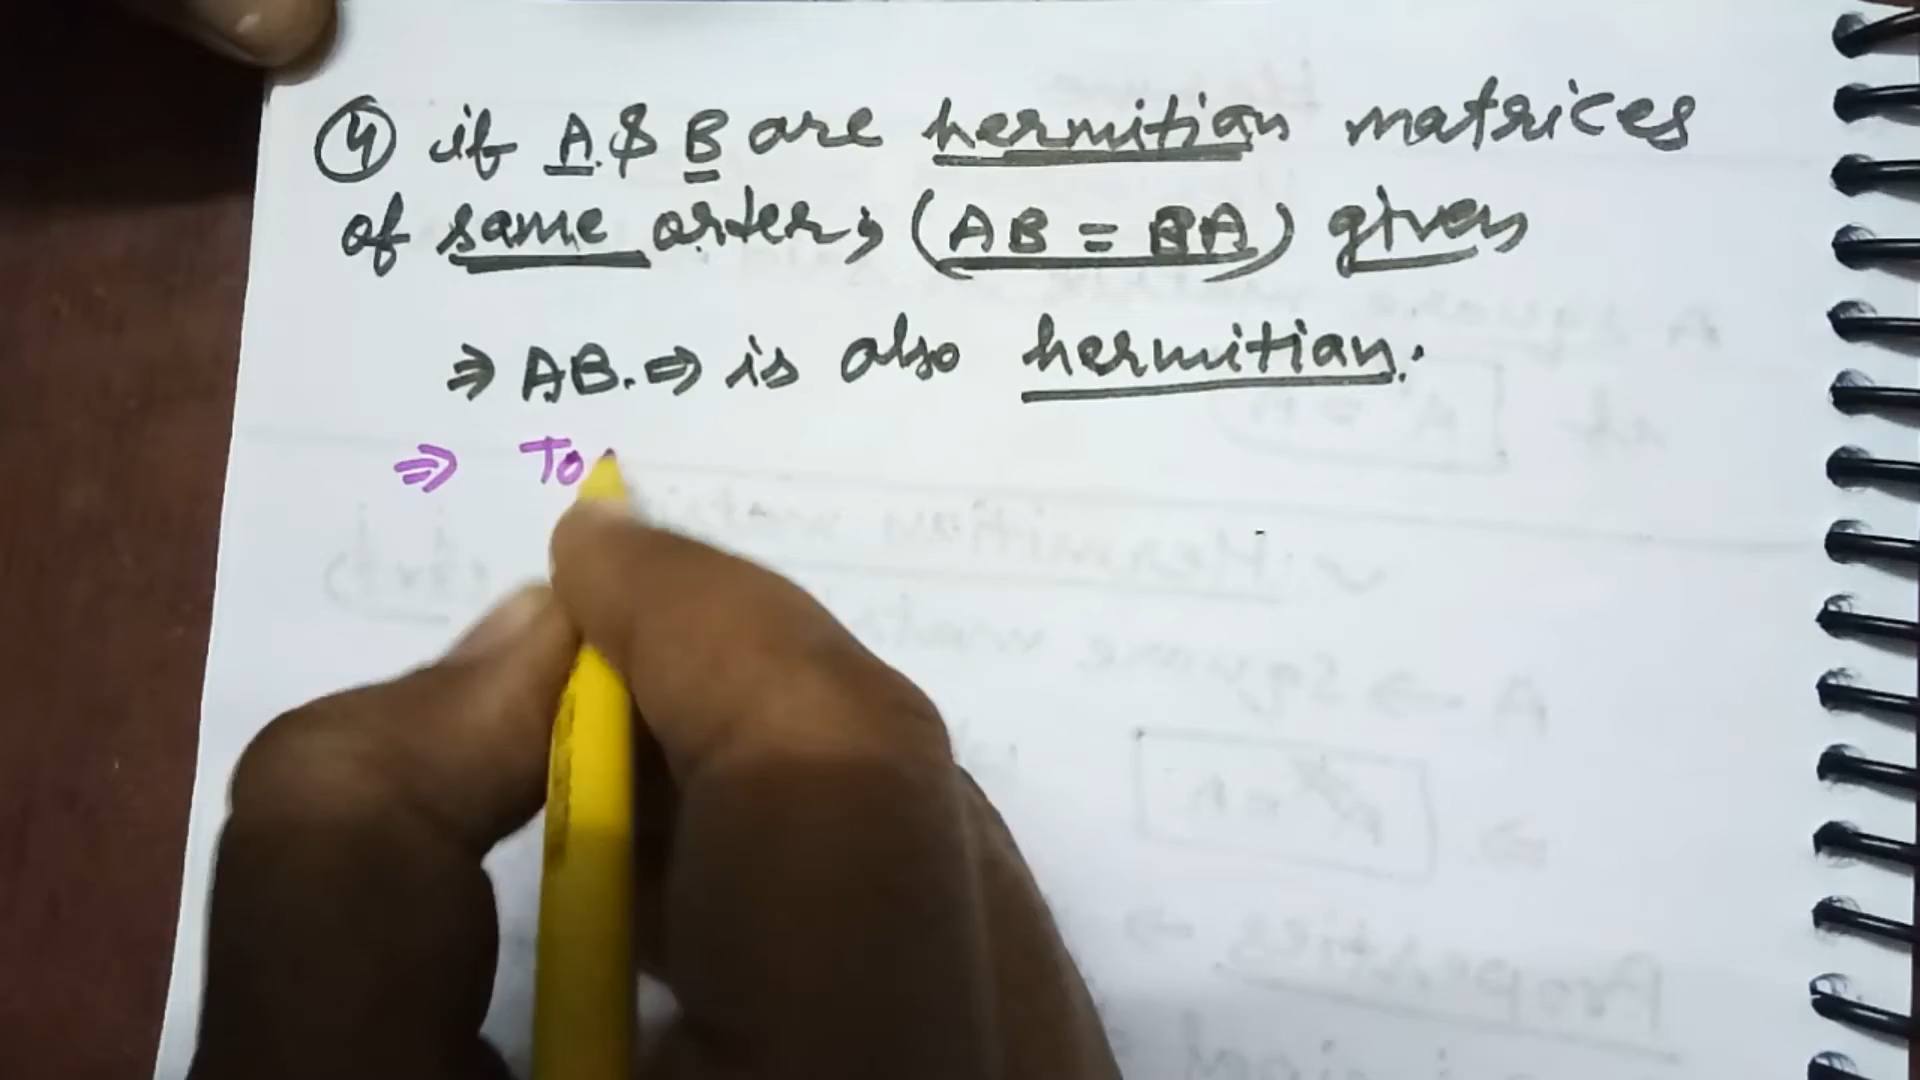 ④ if A & B are hermitian matrices
of same order, (AB = BA) given
⇒ AB. ⇒ is also hermitian.
⇒ To